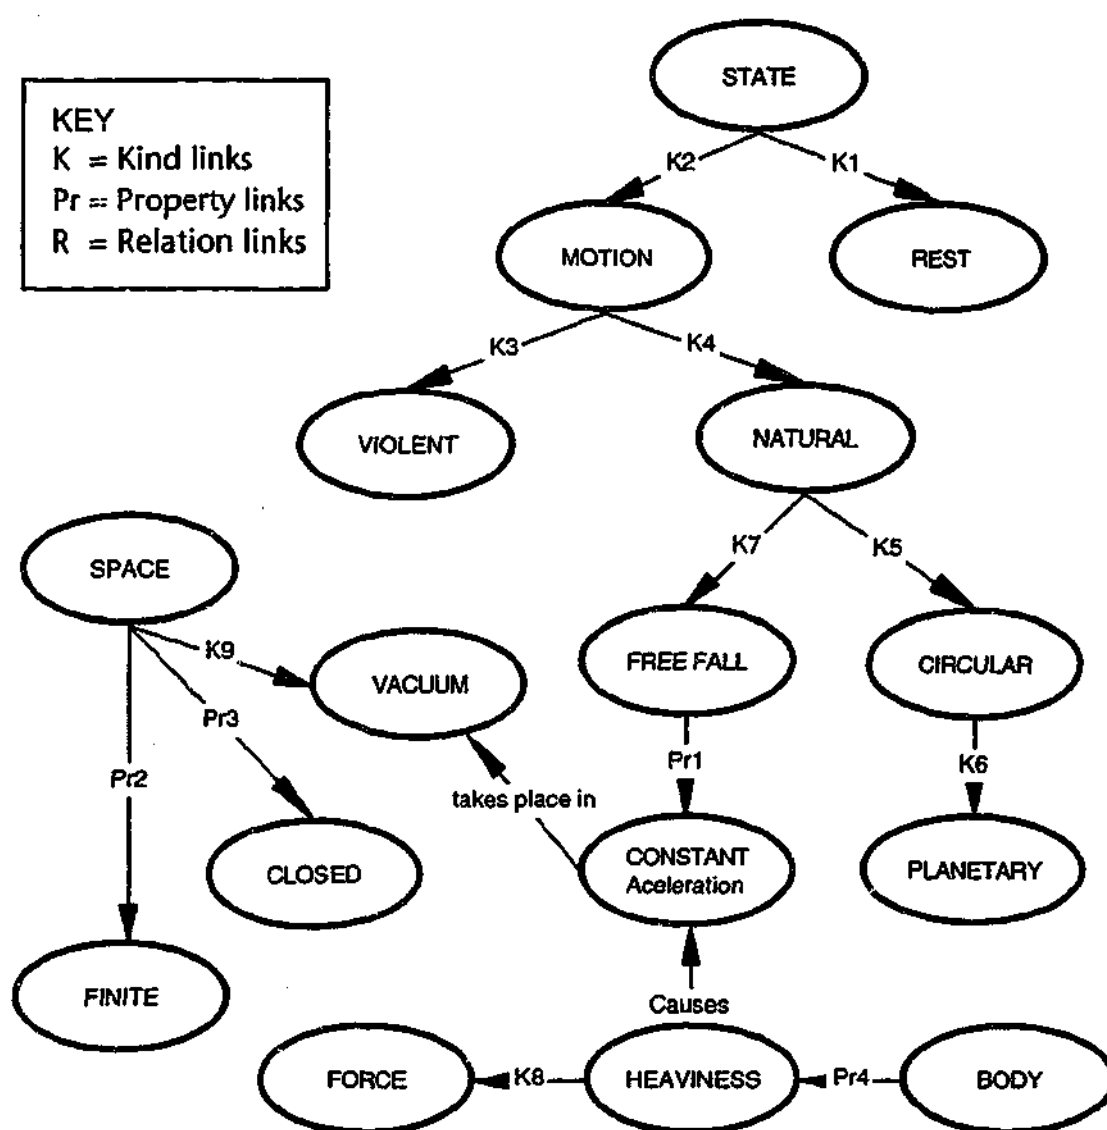 STATE
KEY
K = Kind links
Pr = Property links
R = Relation links
K2
K1
MOTION
REST
K3
K4
VIOLENT
NATURAL
K7
K5
SPACE
K9
FREE FALL
CIRCULAR
VACUUM
Pr3
Pr1
K6
Pr2
takes place in
CONSTANT
Aceleration
CLOSED
PLANETARY
FINITE
Causes
FORCE
K8
HEAVINESS
Pr4
BODY